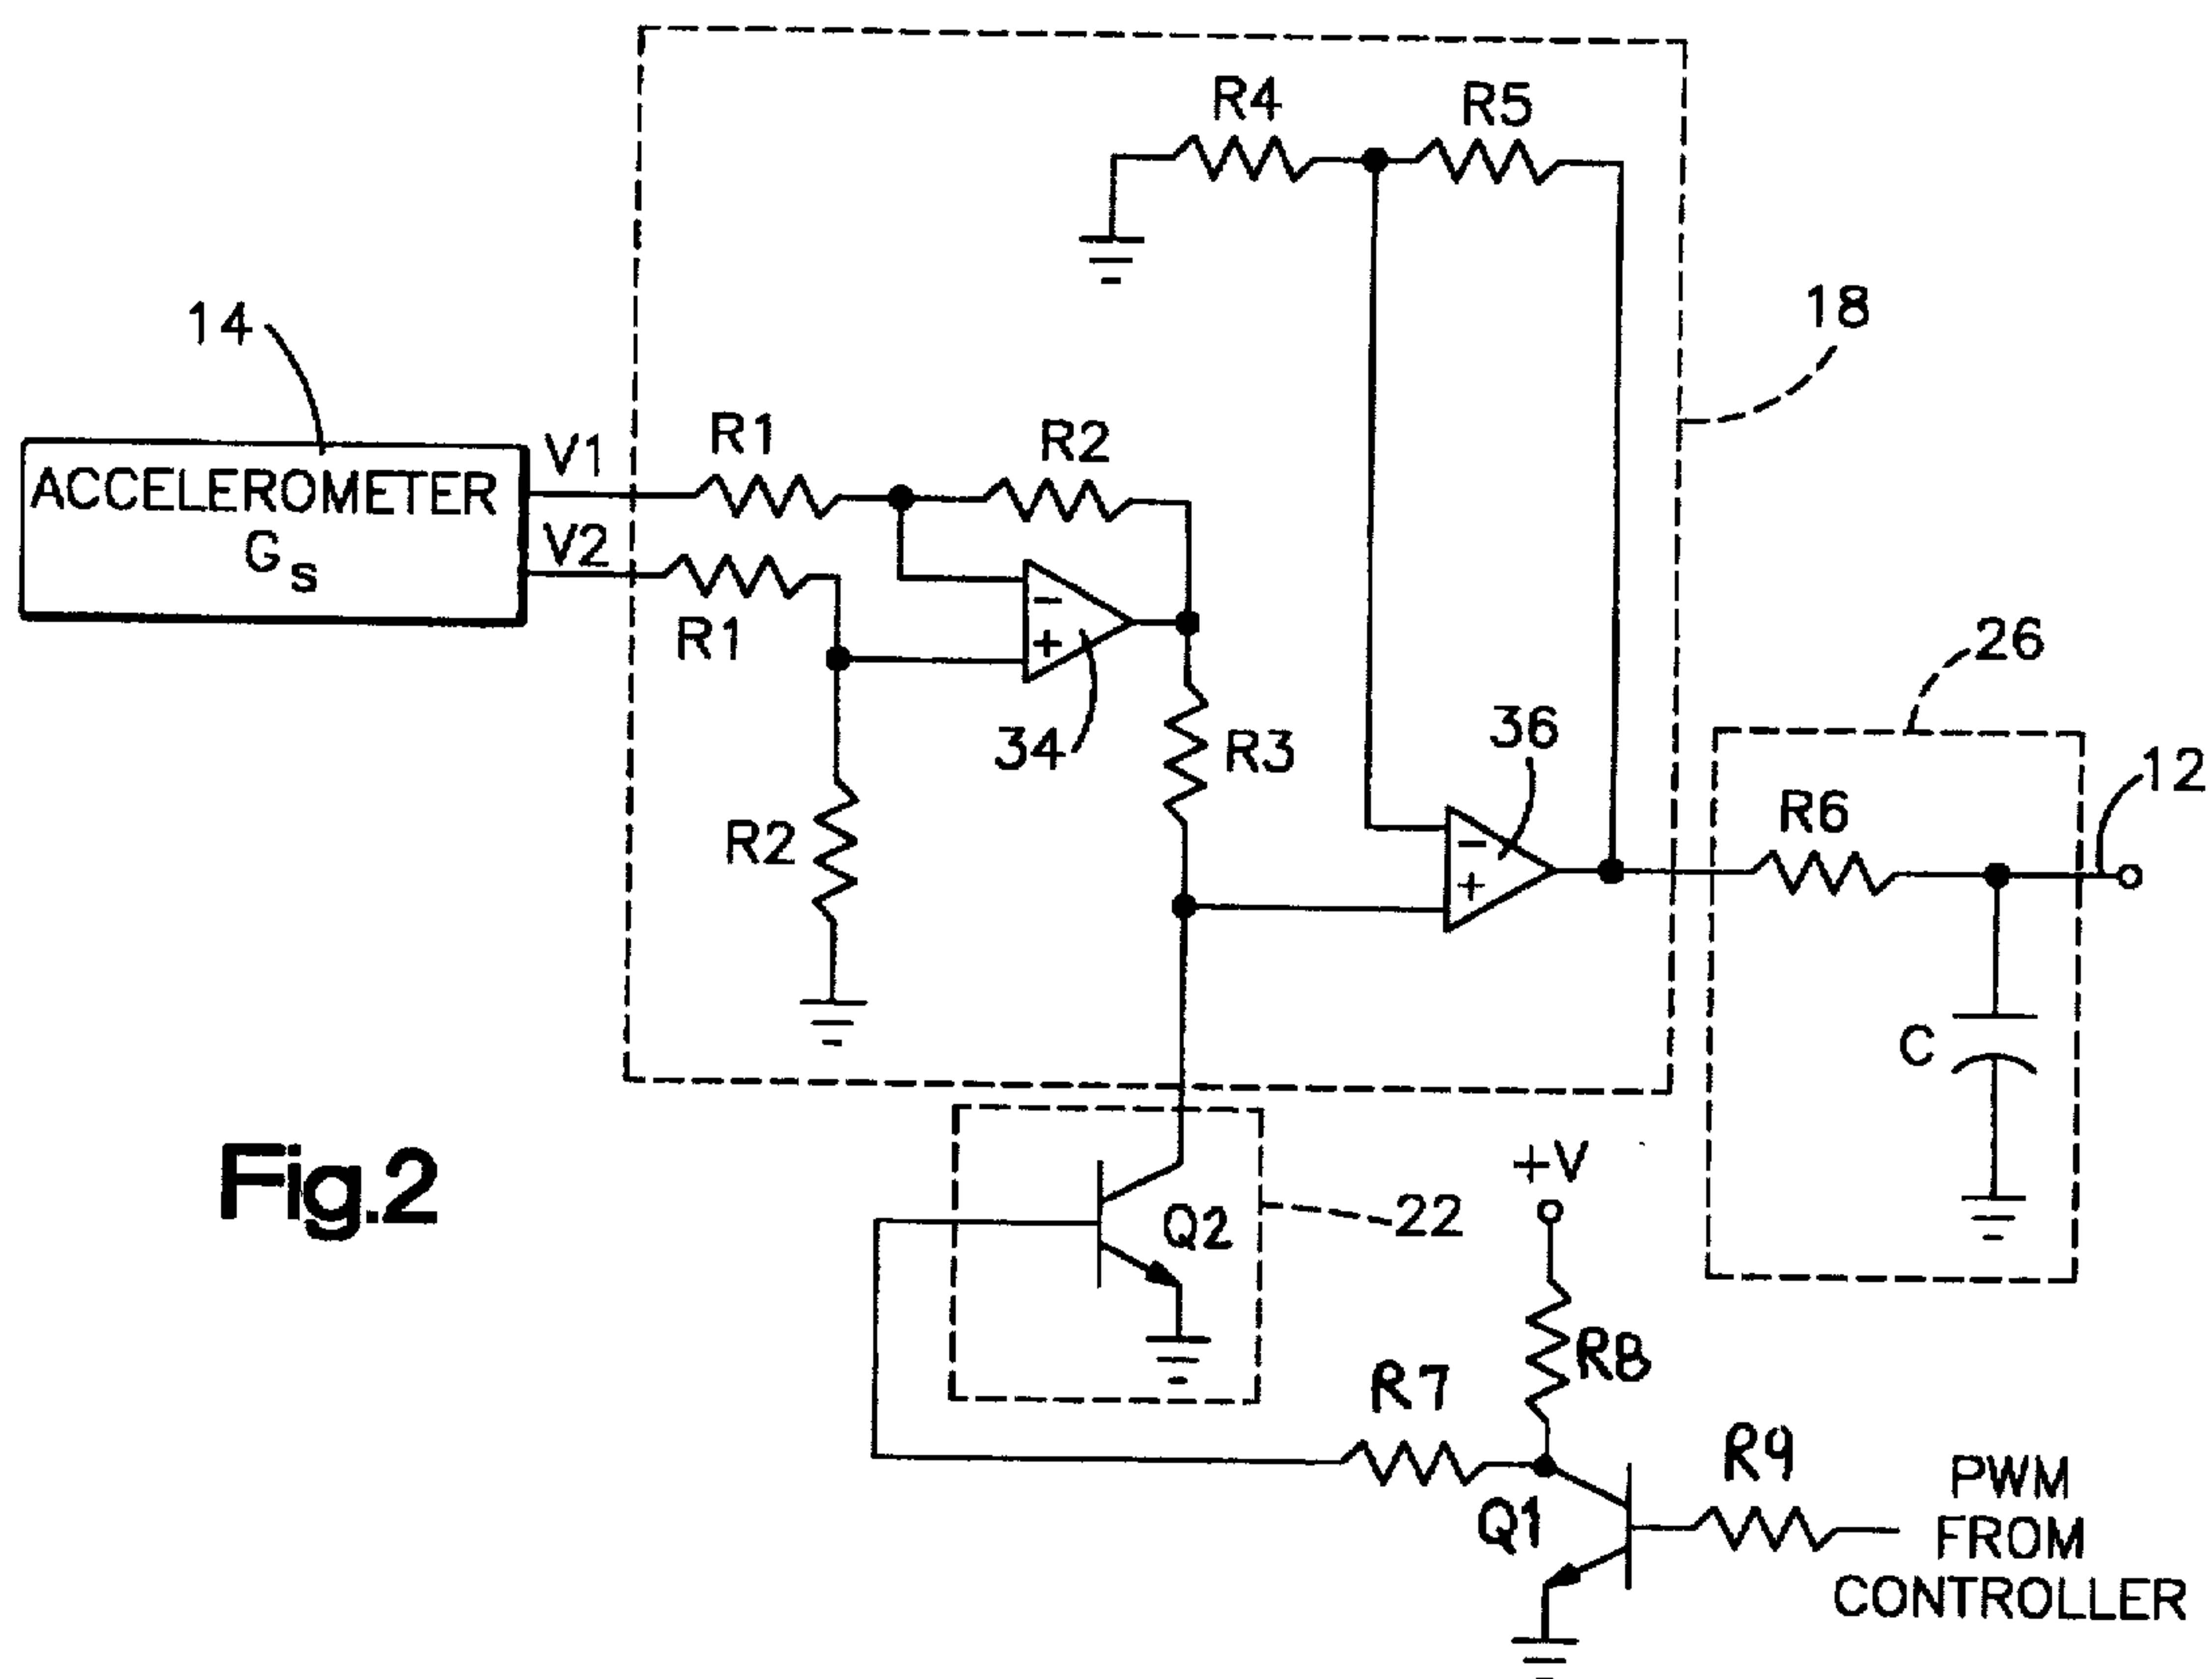 R4
R5
14
18
V1
R1
R2
ACCELEROMETER
V2
Gs
R1
-
+
26
34
R3
36
12
R2
R6
-
+
C
Fig.2
+V
Q2
22
R8
R7
R9
Q1
PWM
FROM
CONTROLLER